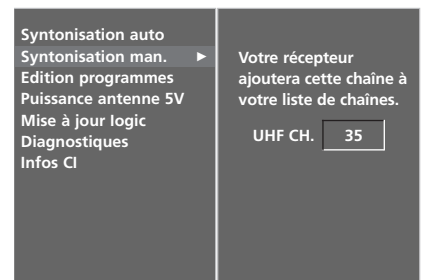 Syntonisation auto
Syntonisation man. ►
Edition programmes
Puissance antenne 5V
Mise à jour logic
Diagnostiques
Infos CI
Votre récepteur
ajoutera cette chaîne à
votre liste de chaînes.
UHF CH. 35